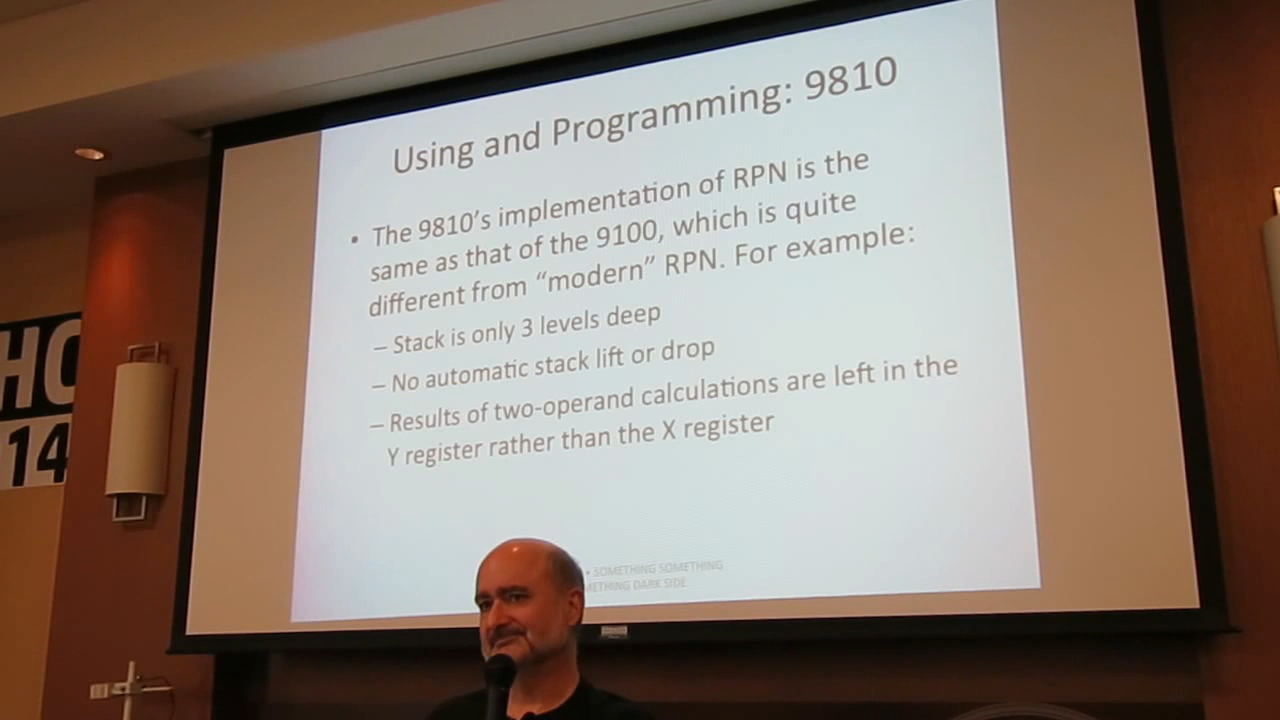 Using and Programming: 9810
• The 9810's implementation of RPN is the
same as that of the 9100, which is quite
different from “modern” RPN. For example:
– Stack is only 3 levels deep
– No automatic stack lift or drop
– Results of two-operand calculations are left in the
Y register rather than the X register
• SOMETHING SOMETHING
METHING DARK SIDE
HC
14